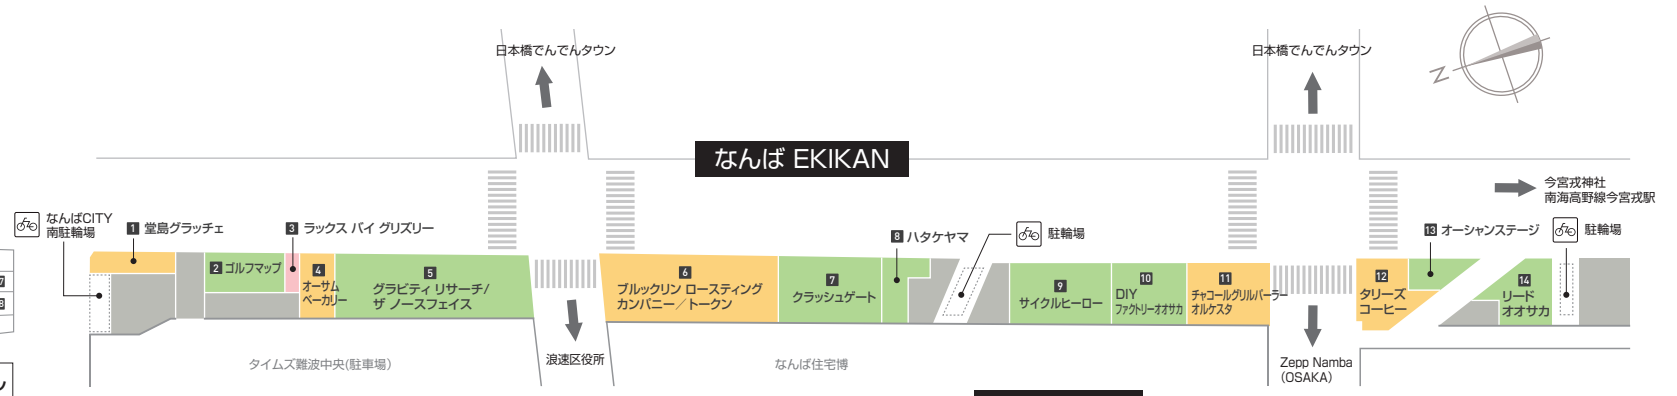 日本橋でんでんタウン
日本橋でんでんタウン
N
なんば EKIKAN
今宮戎神社
南海高野線今宮戎駅
なんばCITY
南駐輪場
1 堂島グラッチェ
3 ラックス バイ グリズリー
8 ハタケヤマ
駐輪場
13 オーシャンステージ
駐輪場
2 ゴルフマップ
4
オーサム
ベーカリー
5
グラビティ リサーチ/
ザ ノースフェイス
6
ブルックリン ロースティング
カンパニー/トークン
7
クラッシュゲート
9
サイクルヒーロー
10
DIY
ファクトリーオオサカ
11
チャコールグリルパーラー
オルケスタ
12
タリーズ
コーヒー
14
リード
オオサカ
タイムズ難波中央(駐車場)
浪速区役所
なんば住宅博
Zepp Namba
(OSAKA)